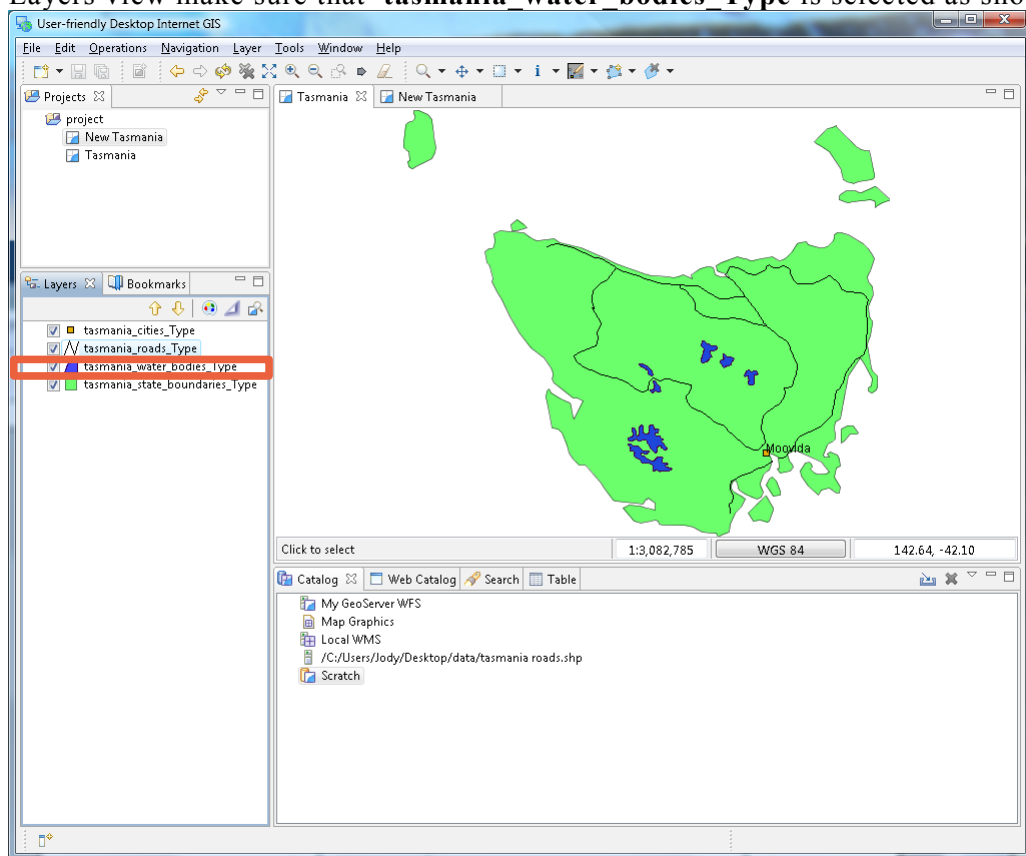 Layers view make sure that tasmania_water_bodies_Type is selected as sho
User-friendly Desktop Internet GIS
File Edit Operations Navigation Layer Tools Window Help
Projects
project
New Tasmania
Tasmania
Layers Bookmarks
tasmania_cities_Type
tasmania_roads_Type
tasmania_water_bodies_Type
tasmania_state_boundaries_Type
Tasmania New Tasmania
Moovida
Click to select 1:3,082,785 WGS 84 142.64, -42.10
Catalog Web Catalog Search Table
My GeoServer WFS
Map Graphics
Local WMS
/C:/Users/Jody/Desktop/data/tasmania roads.shp
Scratch